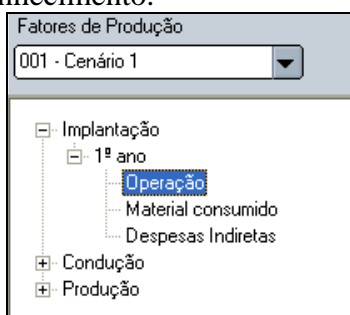 Fatores de Produção
001 - Cenário 1
Implantação
1º ano
Operação
Material consumido
Despesas Indiretas
Condução
Produção